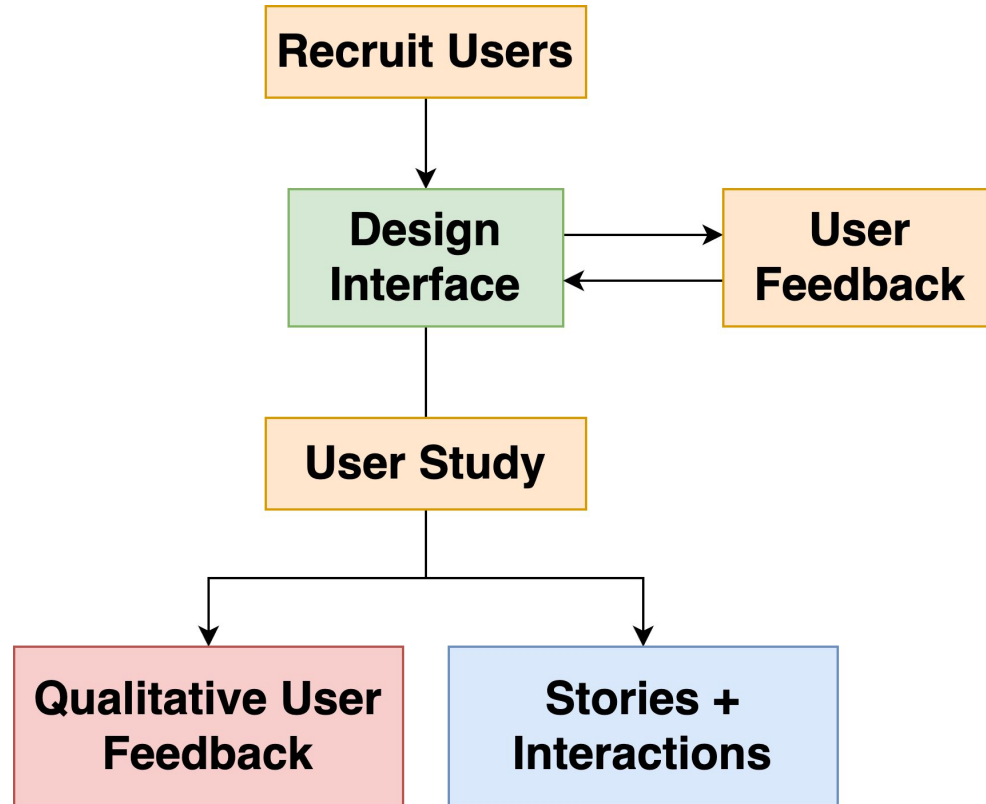 Recruit Users
Design
Interface
User
Feedback
User Study
Qualitative User
Feedback
Stories +
Interactions